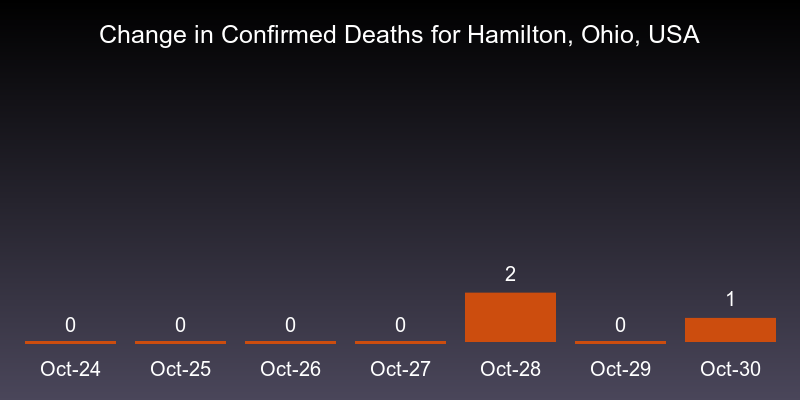 Change in Confirmed Deaths for Hamilton, Ohio, USA
0 0 0 0 2 0 1
Oct-24 Oct-25 Oct-26 Oct-27 Oct-28 Oct-29 Oct-30